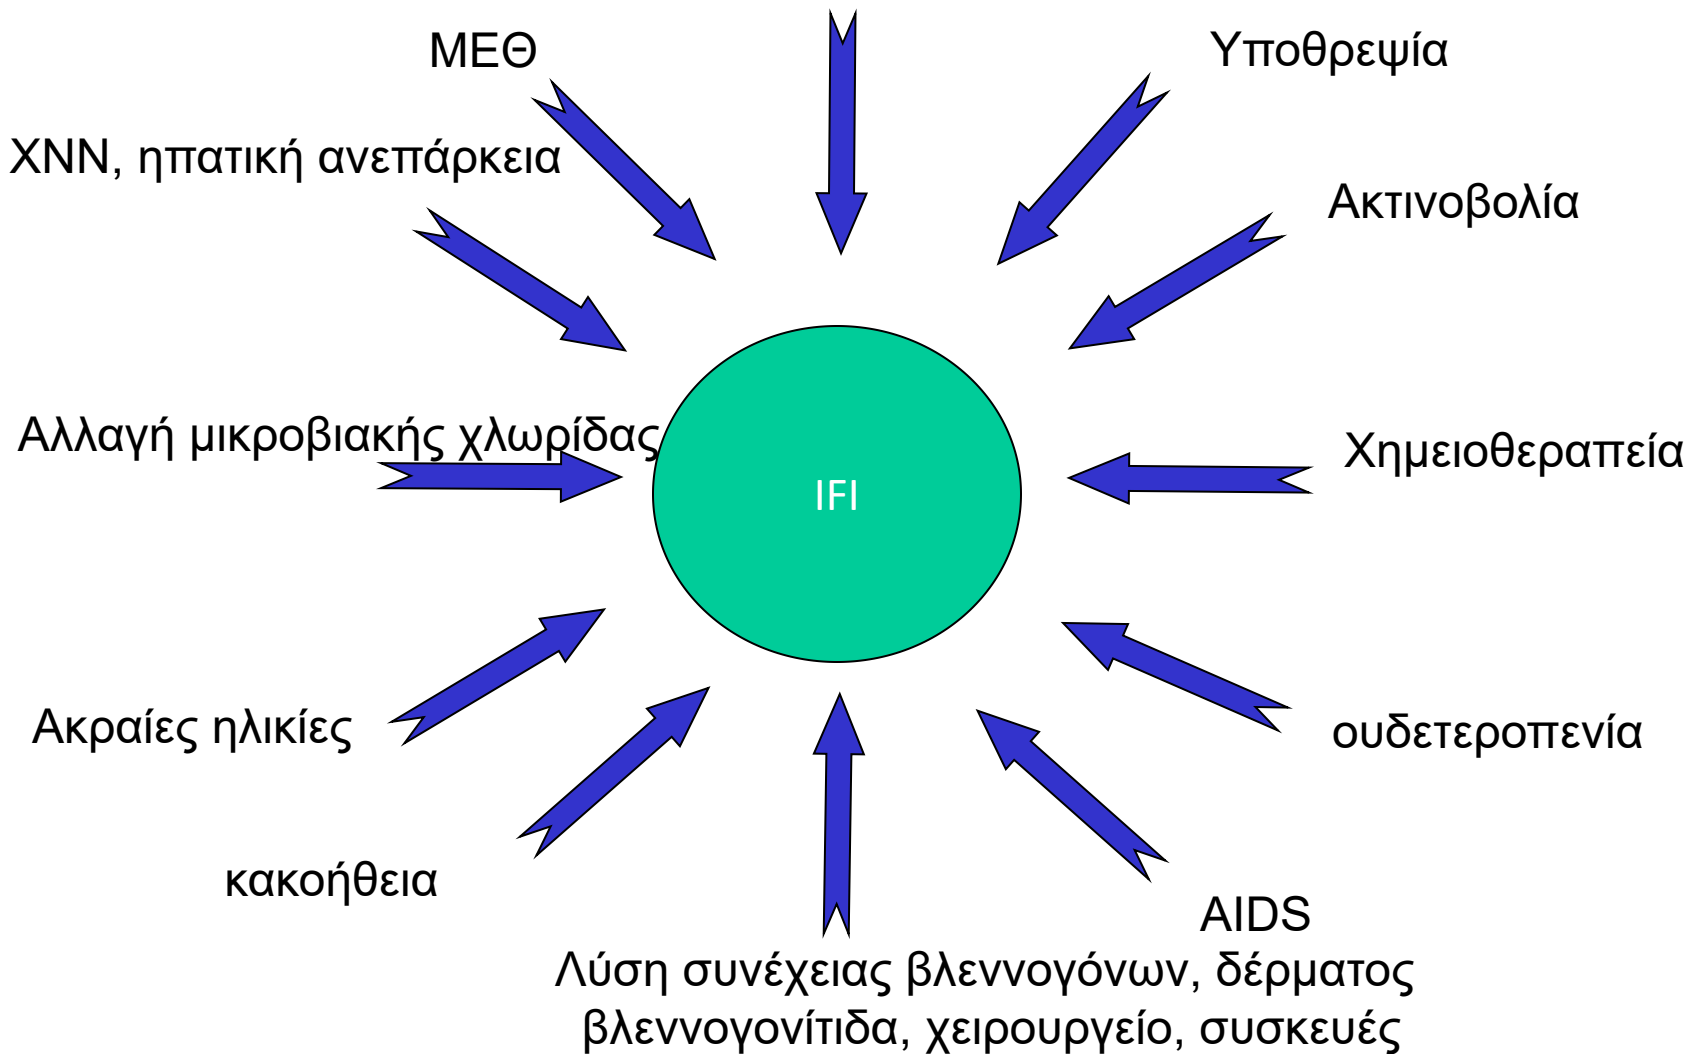 ΜΕΘ
Υποθρεψία
ΧΝΝ, ηπατική ανεπάρκεια
Ακτινοβολία
Αλλαγή μικροβιακής χλωρίδας
Χημειοθεραπεία
IFI
Ακραίες ηλικίες
ουδετεροπενία
κακοήθεια
AIDS
Λύση συνέχειας βλεννογόνων, δέρματος
βλεννογονίτιδα, χειρουργείο, συσκευές